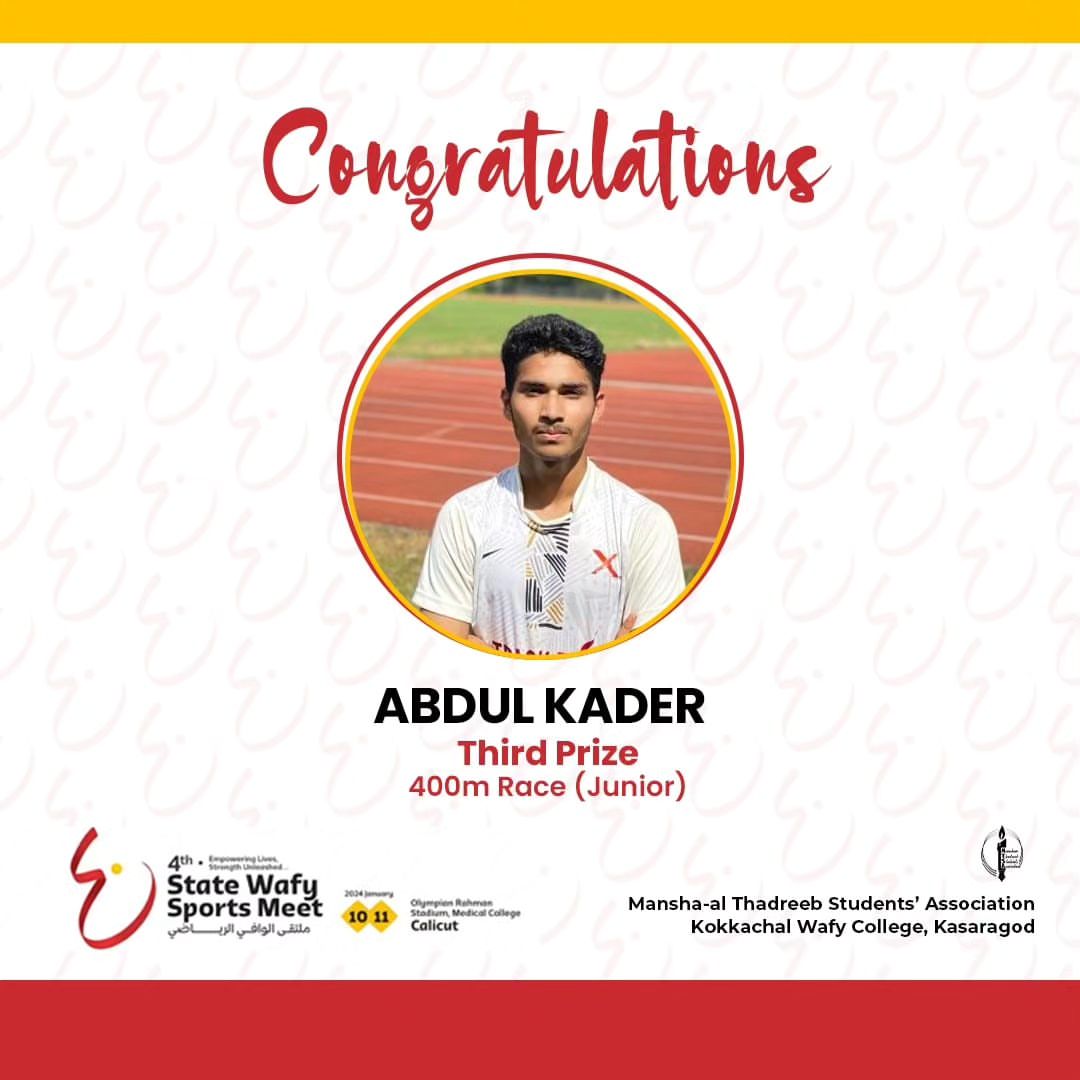 Congratulations
ABDUL KADER
Third Prize
400m Race (Junior)
4th • Empowering Lives,
Strength Unleashed...
State Wafy
Sports Meet
ملتقى الوافي الرياضي
2024 January
10 11
Olympian Rahman
Stadium, Medical College
Calicut
Mansha-al Thadreeb Students’ Association
Kokkachal Wafy College, Kasaragod